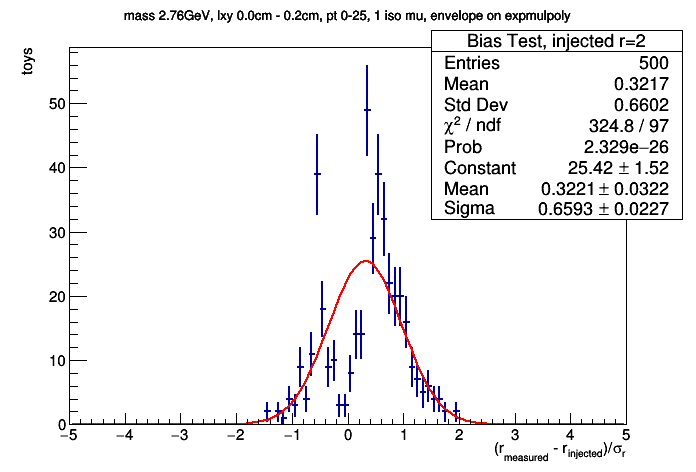 mass 2.76GeV, lxy 0.0cm - 0.2cm, pt 0-25, 1 iso mu, envelope on expmulpoly
toys
Bias Test, injected r=2
Entries 500
Mean 0.3217
Std Dev 0.6602
χ² / ndf 324.8 / 97
Prob 2.329e−26
Constant 25.42 ± 1.52
Mean 0.3221 ± 0.0322
Sigma 0.6593 ± 0.0227
50
40
30
20
10
0
−5 −4 −3 −2 −1 0 1 2 3 4 5
(r_measured - r_injected)/σ_r